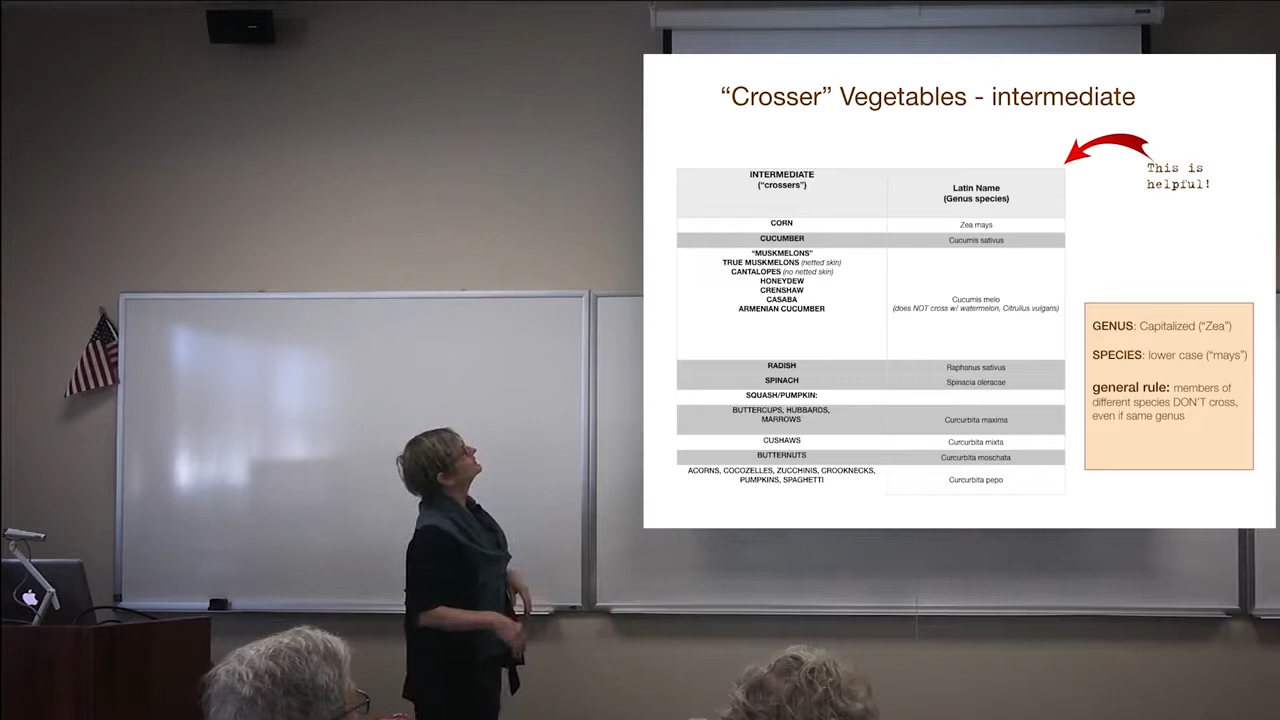 “Crosser” Vegetables - intermediate
This is
helpful!
INTERMEDIATE
(“crossers”)
Latin Name
(Genus species)
CORN
Zea mays
CUCUMBER
Cucumis sativus
“MUSKMELONS”
TRUE MUSKMELONS (netted skin)
CANTALOPES (no netted skin)
HONEYDEW
CRENSHAW
CASABA
ARMENIAN CUCUMBER
Cucumis melo
(does NOT cross w/ watermelon, Citrullus vulgaris)
RADISH
Raphanus sativus
SPINACH
Spinacia oleracae
SQUASH/PUMPKIN:
BUTTERCUPS, HUBBARDS,
MARROWS
Curcurbita maxima
CUSHAWS
Curcurbita mixta
BUTTERNUTS
Curcurbita moschata
ACORNS, COCOZELLES, ZUCCHINIS, CROOKNECKS,
PUMPKINS, SPAGHETTI
Curcurbita pepo
GENUS: Capitalized (“Zea”)
SPECIES: lower case (“mays”)
general rule: members of
different species DON’T cross,
even if same genus